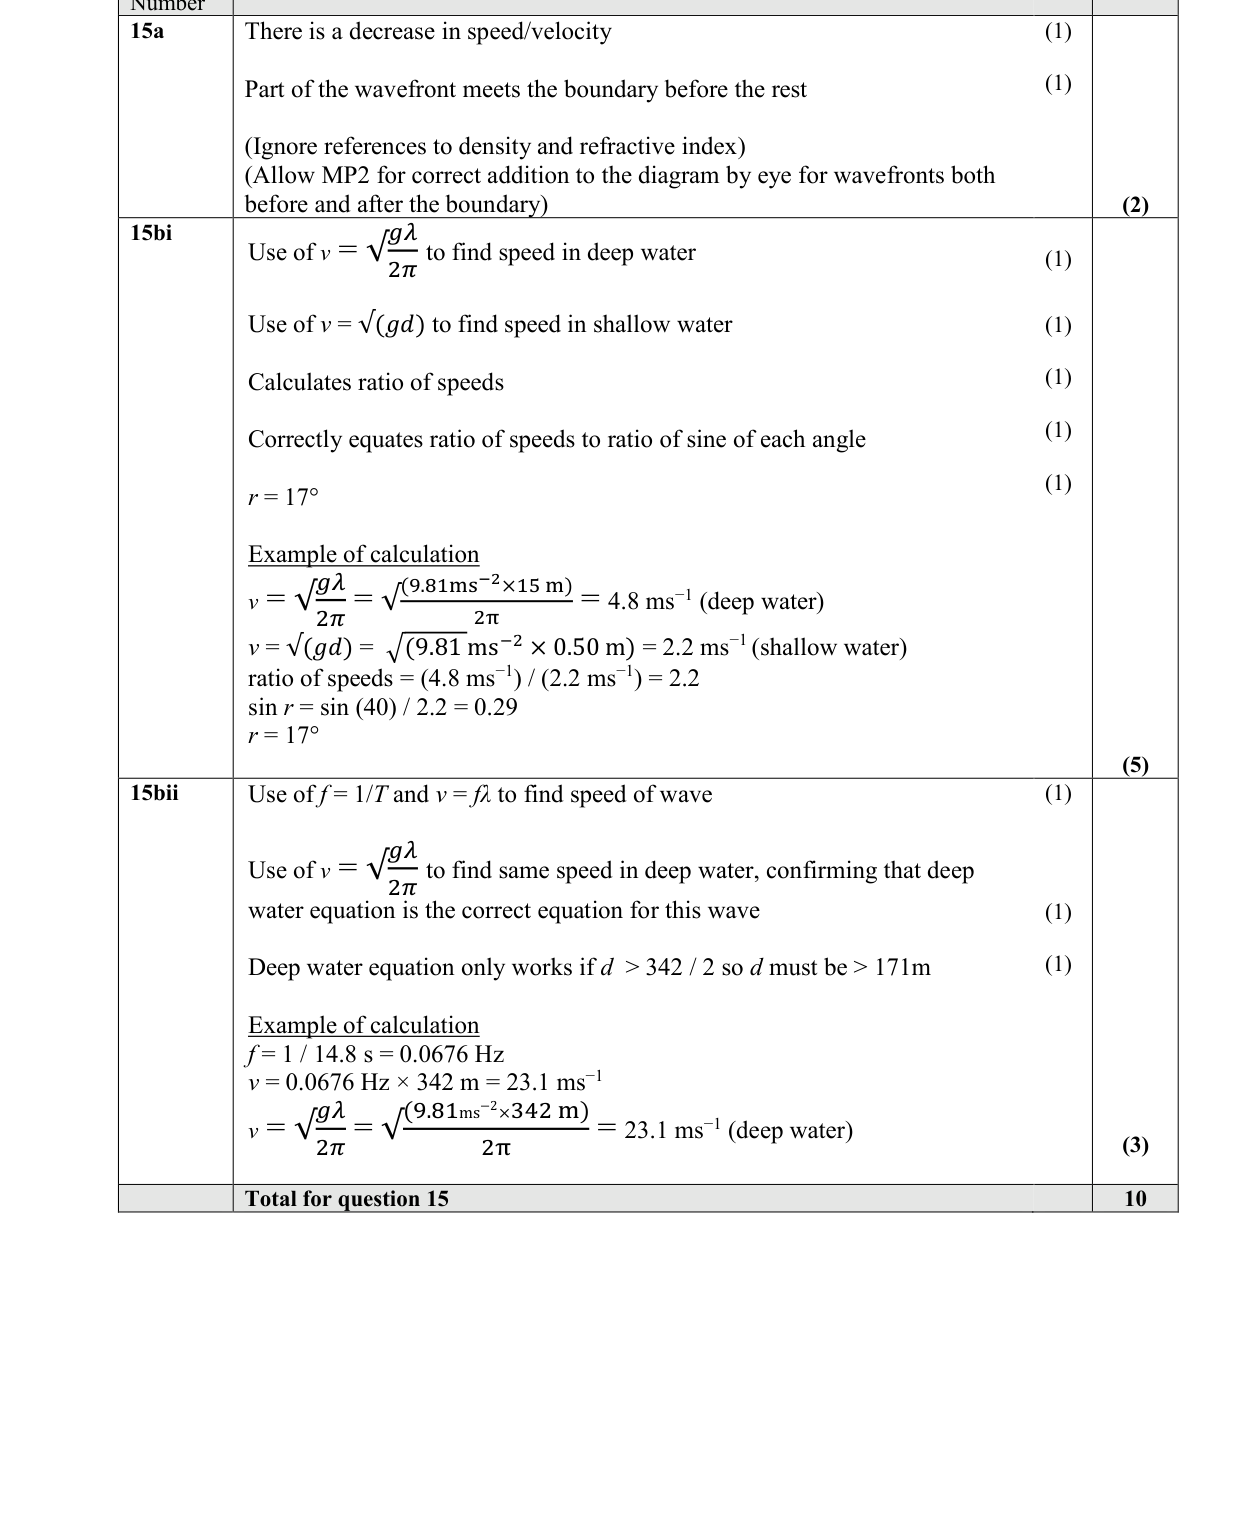 Number
15a There is a decrease in speed/velocity (1)
Part of the wavefront meets the boundary before the rest (1)
(Ignore references to density and refractive index)
(Allow MP2 for correct addition to the diagram by eye for wavefronts both
before and after the boundary) (2)
15bi Use of v = √gλ/2π to find speed in deep water (1)
Use of v = √(gd) to find speed in shallow water (1)
Calculates ratio of speeds (1)
Correctly equates ratio of speeds to ratio of sine of each angle (1)
r = 17° (1)
Example of calculation
v = √gλ/2π = √(9.81ms⁻²×15 m)/2π = 4.8 ms⁻¹ (deep water)
v = √(gd) = √(9.81 ms⁻² × 0.50 m) = 2.2 ms⁻¹ (shallow water)
ratio of speeds = (4.8 ms⁻¹) / (2.2 ms⁻¹) = 2.2
sin r = sin (40) / 2.2 = 0.29
r = 17°
(5)
15bii Use of f = 1/T and v = fλ to find speed of wave (1)
Use of v = √gλ/2π to find same speed in deep water, confirming that deep
water equation is the correct equation for this wave (1)
Deep water equation only works if d > 342 / 2 so d must be > 171m (1)
Example of calculation
f = 1 / 14.8 s = 0.0676 Hz
v = 0.0676 Hz × 342 m = 23.1 ms⁻¹
v = √gλ/2π = √(9.81ms⁻²×342 m)/2π = 23.1 ms⁻¹ (deep water) (3)
Total for question 15 10